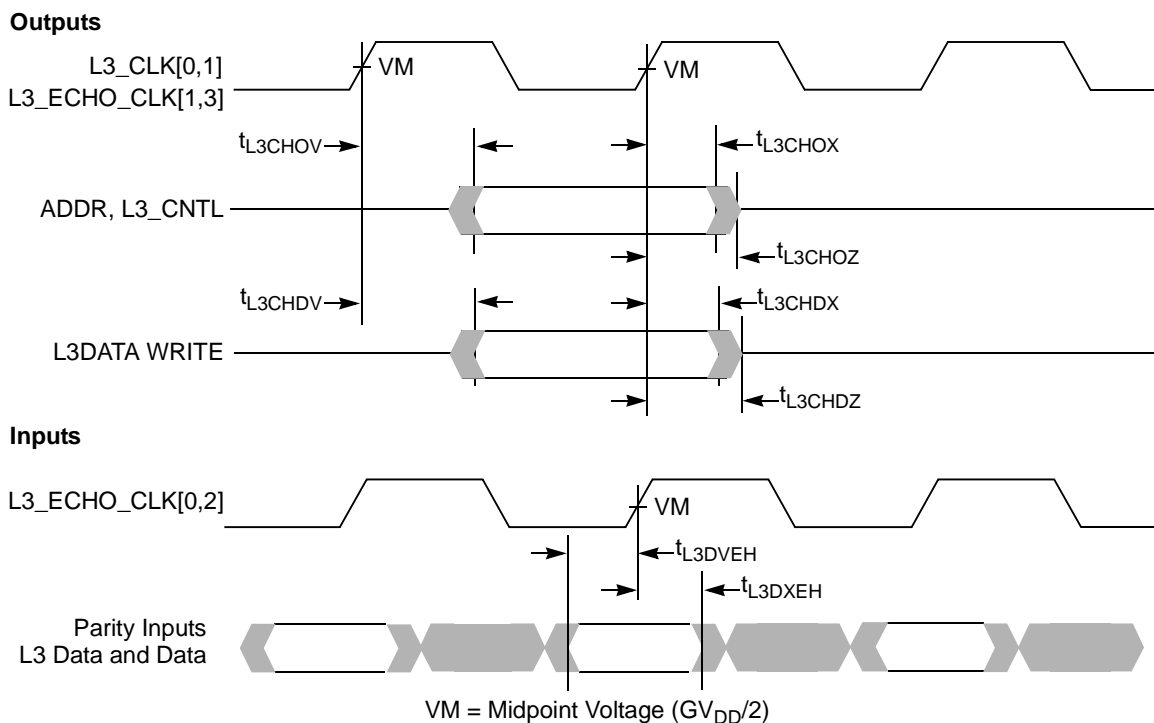 Outputs
L3_CLK[0,1]
VM
VM
L3_ECHO_CLK[1,3]
tL3CHOV
tL3CHOX
ADDR, L3_CNTL
tL3CHOZ
tL3CHDV
tL3CHDX
L3DATA WRITE
tL3CHDZ
Inputs
L3_ECHO_CLK[0,2]
VM
tL3DVEH
tL3DXEH
Parity Inputs
L3 Data and Data
VM = Midpoint Voltage (GVDD/2)